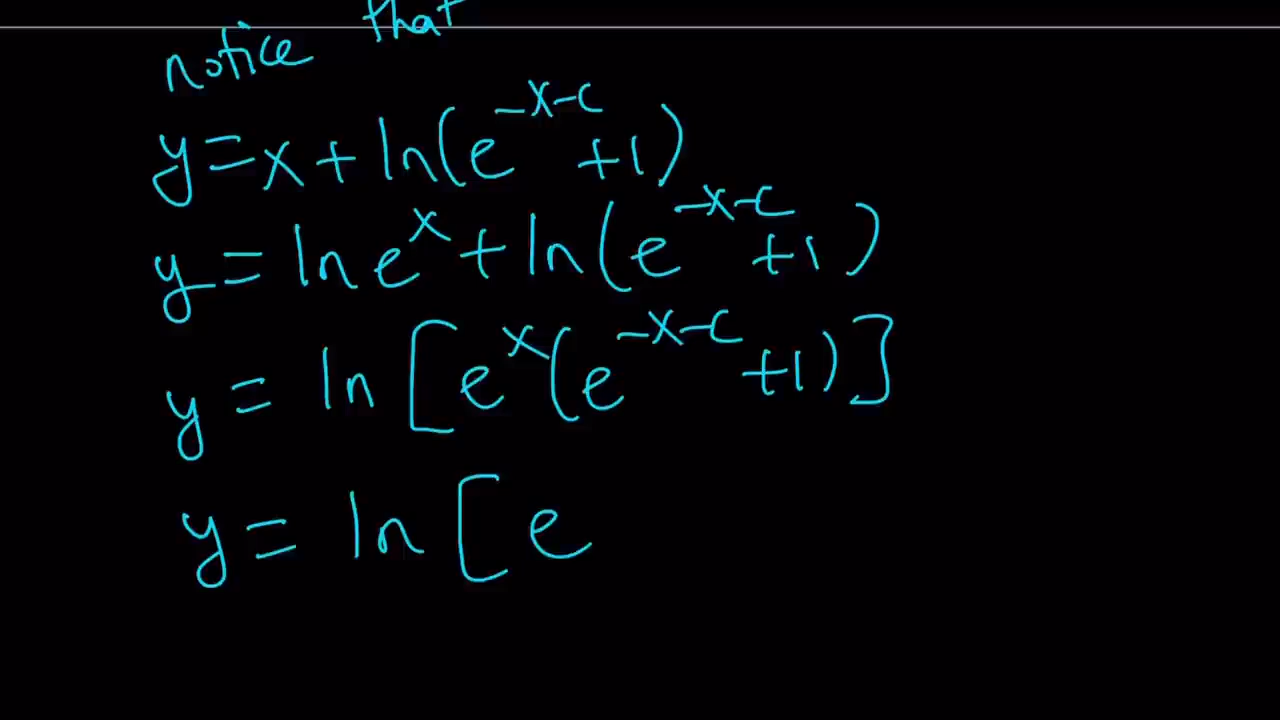 notice that
y=x+ln(e^{-x-c}+1)
y=ln e^x+ln(e^{-x-c}+1)
y=ln[e^x(e^{-x-c}+1)]
y=ln[e